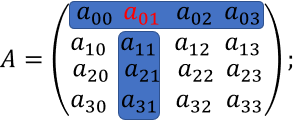 a₀₀ a₀₁ a₀₂ a₀₃
a₁₀ a₁₁ a₁₂ a₁₃
A = ( a₂₀ a₂₁ a₂₂ a₂₃ ) ;
a₃₀ a₃₁ a₃₂ a₃₃